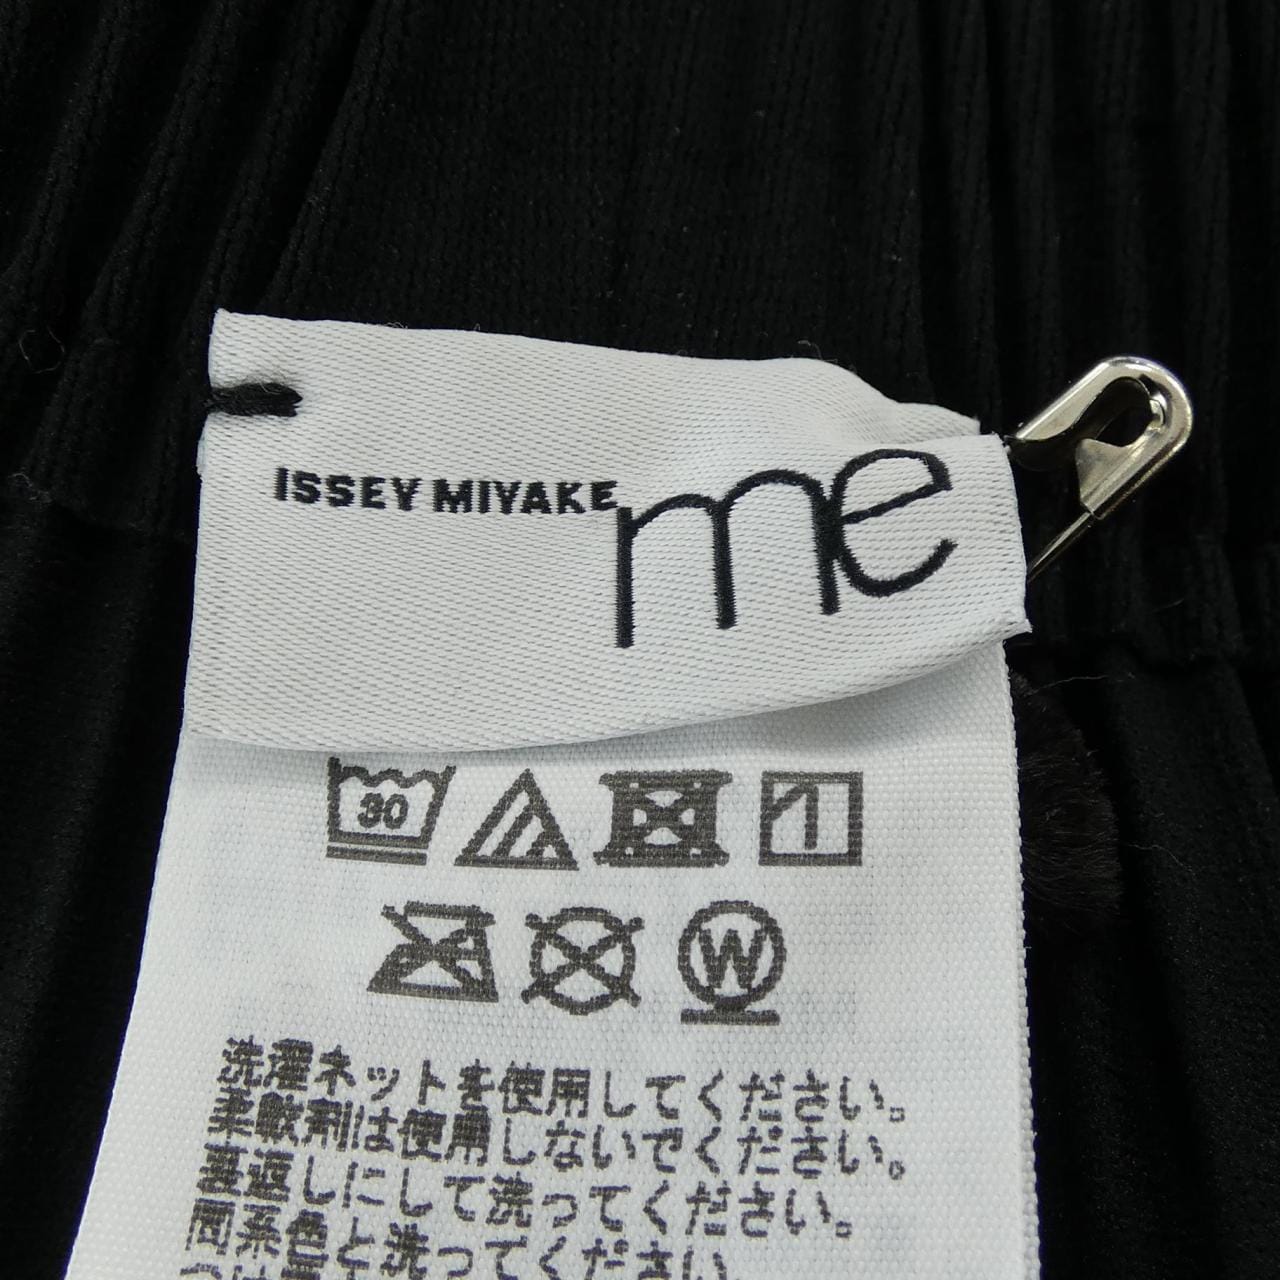 ISSEY MIYAKE me
30
W
洗濯ネットを使用してください。
柔軟剤は使用しないでください。
裏返しにして洗ってください。
同系色と洗ってください。